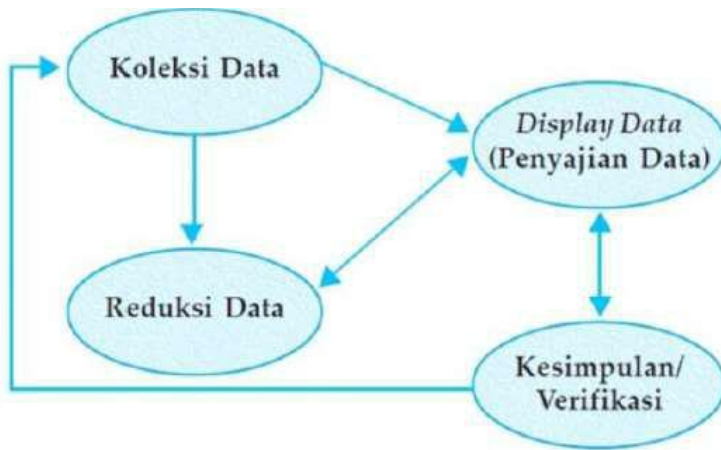 Koleksi Data
Display Data
(Penyajian Data)
Reduksi Data
Kesimpulan/
Verifikasi